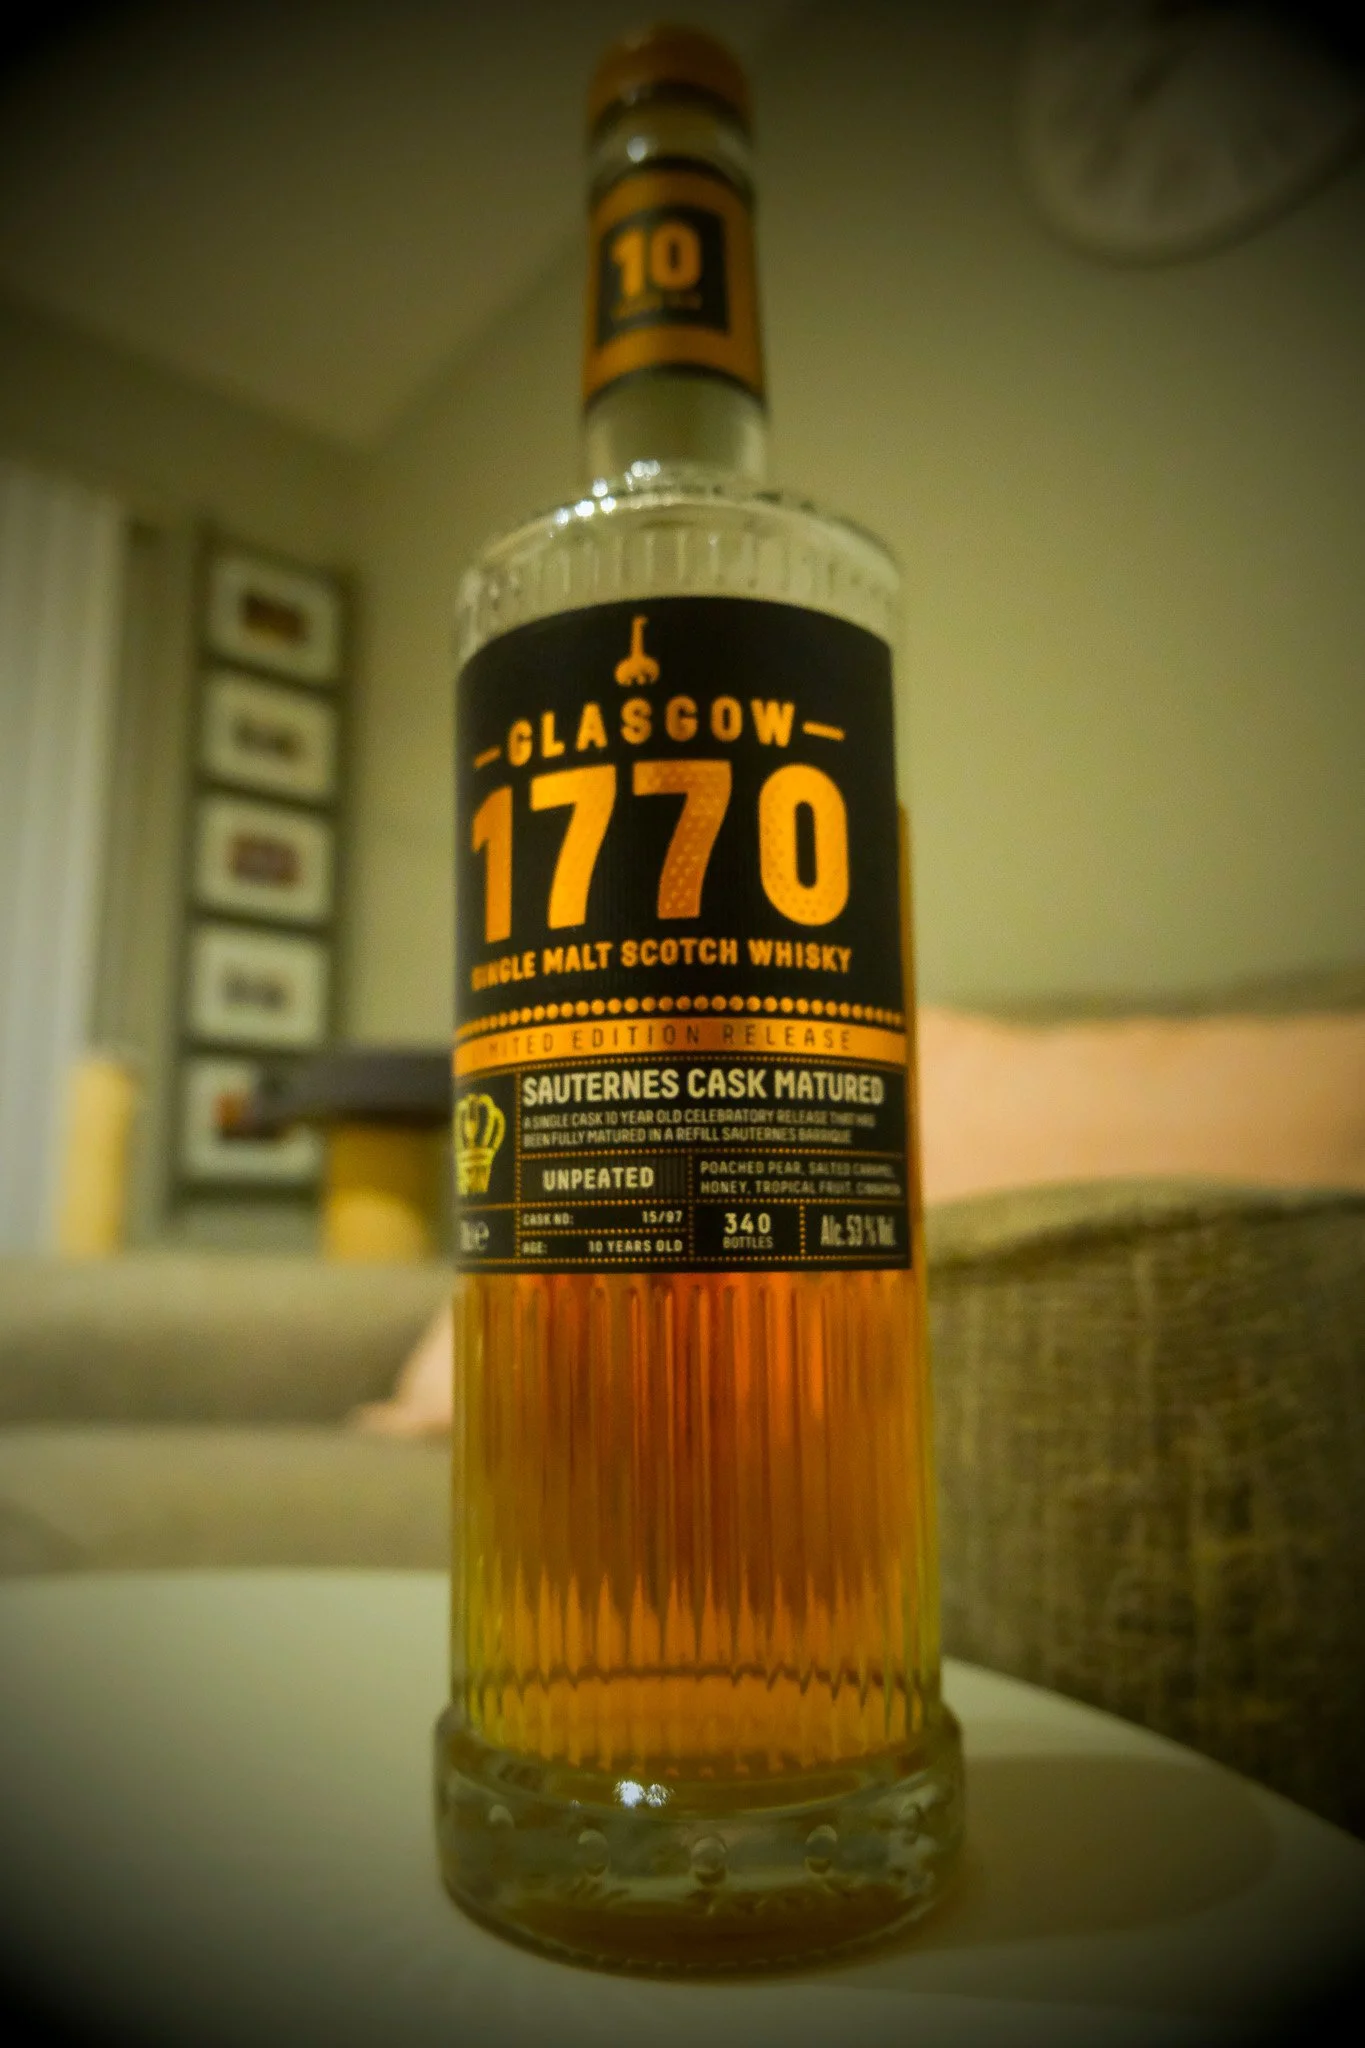 10
GLASGOW
1770
SINGLE MALT SCOTCH WHISKY
LIMITED EDITION RELEASE
SAUTERNES CASK MATURED
A SINGLE CASK 10 YEAR OLD CELEBRATORY RELEASE THAT HAS
BEEN FULLY MATURED IN A REFILL SAUTERNES BARRIQUE
UNPEATED
POACHED PEAR, SALTED CARAMEL,
HONEY, TROPICAL FRUIT, CINNAMON
CASK NO: 15/97
340
BOTTLES
Alc. 53% Vol.
AGE: 10 YEARS OLD